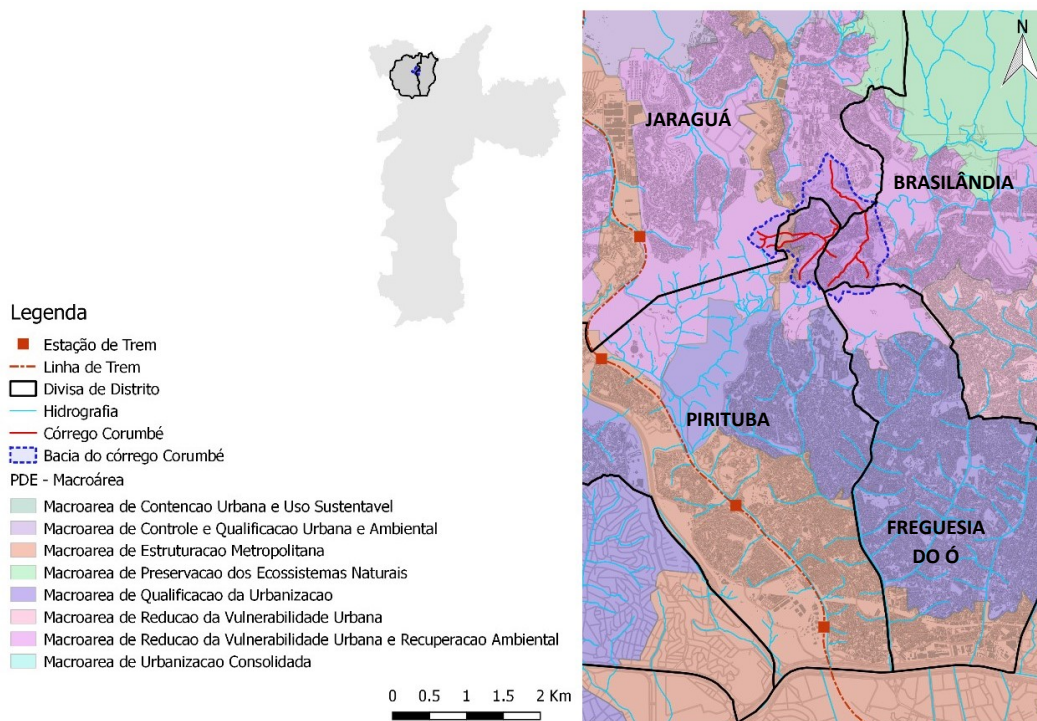 Legenda
Estação de Trem
Linha de Trem
Divisa de Distrito
Hidrografia
Córrego Corumbé
Bacia do córrego Corumbé
PDE - Macroárea
Macroarea de Contencao Urbana e Uso Sustentavel
Macroarea de Controle e Qualificacao Urbana e Ambiental
Macroarea de Estruturacao Metropolitana
Macroarea de Preservacao dos Ecossistemas Naturais
Macroarea de Qualificacao da Urbanizacao
Macroarea de Reducao da Vulnerabilidade Urbana
Macroarea de Reducao da Vulnerabilidade Urbana e Recuperacao Ambiental
Macroarea de Urbanizacao Consolidada
0 0.5 1 1.5 2 Km
N
JARAGUÁ
BRASILÂNDIA
PIRITUBA
FREGUESIA
DO Ó